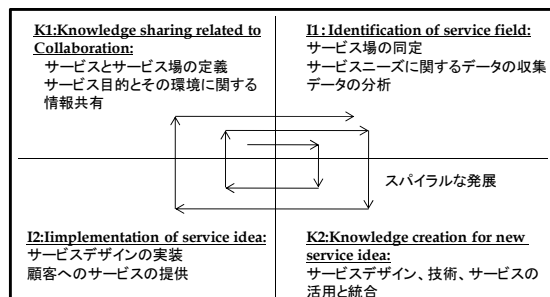 K1:Knowledge sharing related to
Collaboration:
サービスとサービス場の定義
サービス目的とその環境に関する
情報共有
I1: Identification of service field:
サービス場の同定
サービスニーズに関するデータの収集
データの分析
スパイラルな発展
I2:Iimplementation of service idea:
サービスデザインの実装
顧客へのサービスの提供
K2:Knowledge creation for new
service idea:
サービスデザイン、技術、サービスの
活用と統合